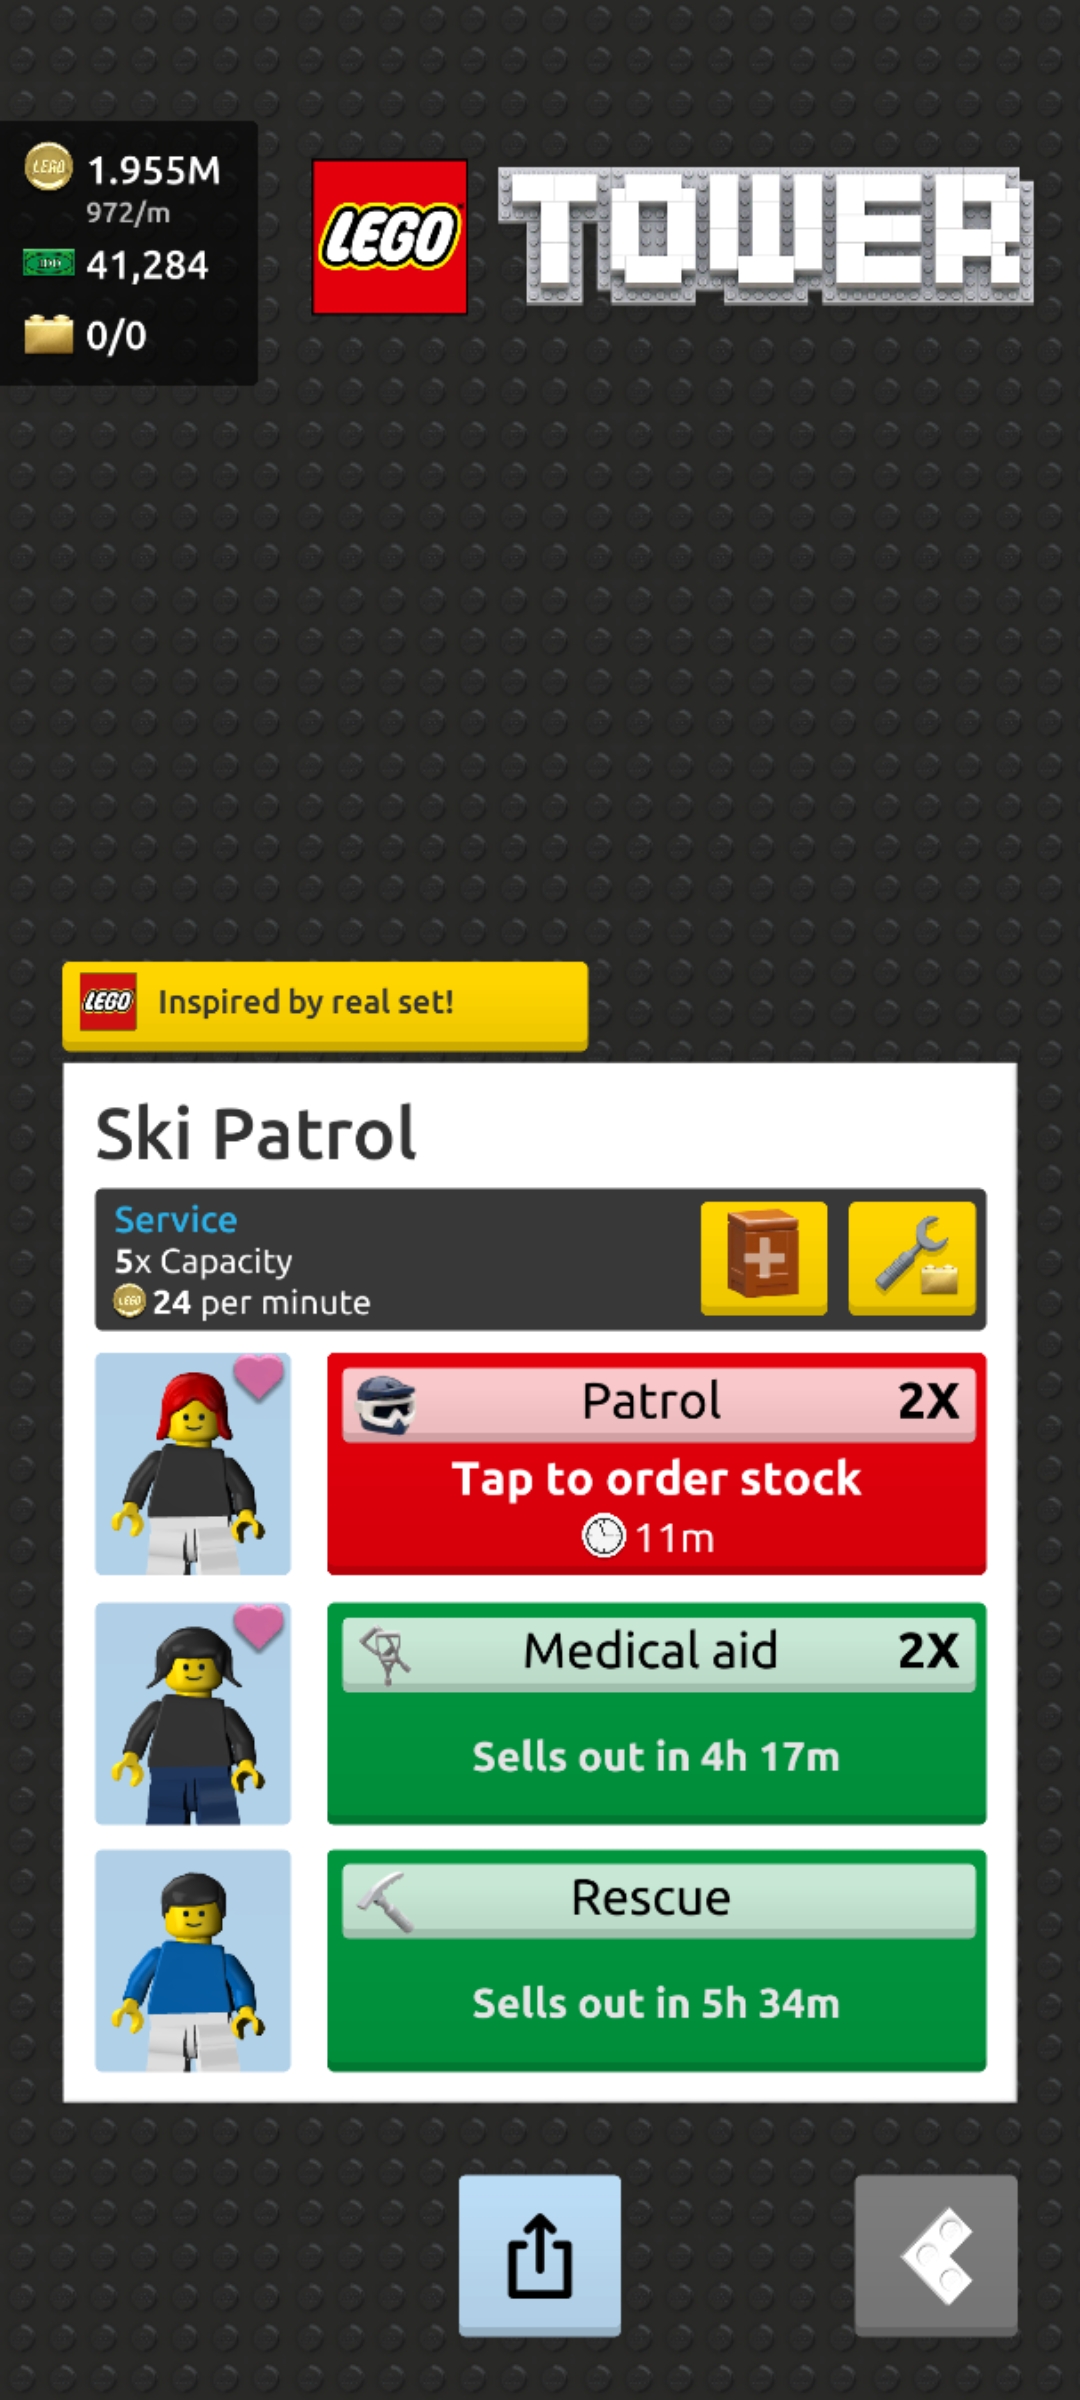 LEGO 1.955M
972/m
41,284
0/0
LEGO TOWER
LEGO Inspired by real set!
Ski Patrol
Service
5x Capacity
LEGO 24 per minute
Patrol 2X
Tap to order stock
11m
Medical aid 2X
Sells out in 4h 17m
Rescue
Sells out in 5h 34m